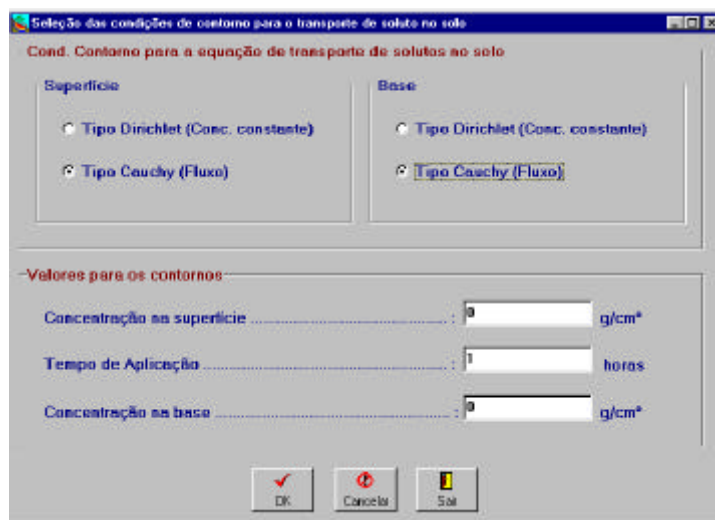 Seleção das condições de contorno para o transporte de soluto no solo
Cond. Contorno para a equação de transporte de solutos no solo
Superfície
Base
Tipo Dirichlet (Conc. constante)
Tipo Dirichlet (Conc. constante)
Tipo Cauchy (Fluxo)
Tipo Cauchy (Fluxo)
Valores para os contornos
Concentração na superfície .................................................. : 0 g/cm³
Tempo de Aplicação .................................................. : 1 horas
Concentração na base .................................................. : 0 g/cm³
OK
Cancelar
Sair